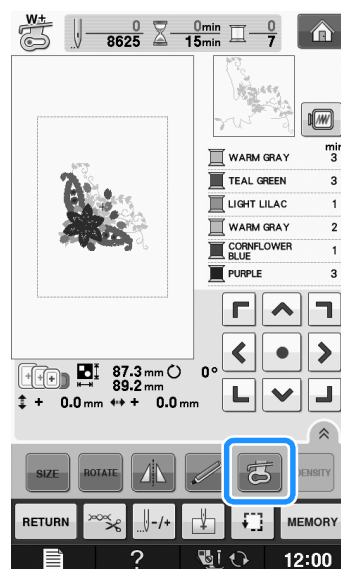 W+
0 0min 0
8625 15min 7
min
WARM GRAY 3
TEAL GREEN 3
LIGHT LILAC 1
WARM GRAY 2
CORNFLOWER BLUE 1
PURPLE 3
87.3 mm 0°
89.2 mm
+ 0.0 mm + 0.0 mm
SIZE ROTATE DENSITY
RETURN -/+ MEMORY
? 12:00